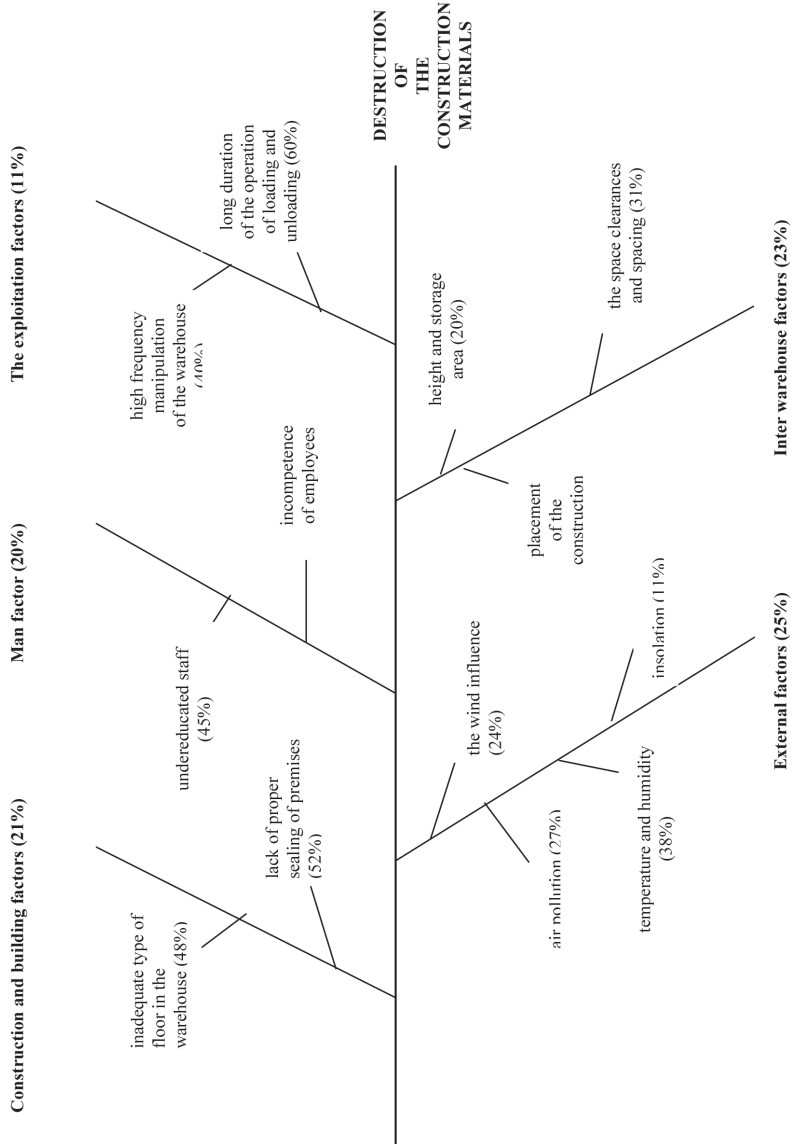 Construction and building factors (21%)
Man factor (20%)
The exploitation factors (11%)
inadequate type of
floor in the
warehouse (48%)
lack of proper
sealing of premises
(52%)
undereducated staff
(45%)
incompetence
of employees
high frequency
manipulation
of the warehouse
(40%)
long duration
of the operation
of loading and
unloading (60%)
DESTRUCTION
OF
THE
CONSTRUCTION
MATERIALS
the wind influence
(24%)
air pollution (27%)
temperature and humidity
(38%)
insolation (11%)
height and storage
area (20%)
placement
of the
construction
the space clearances
and spacing (31%)
External factors (25%)
Inter warehouse factors (23%)